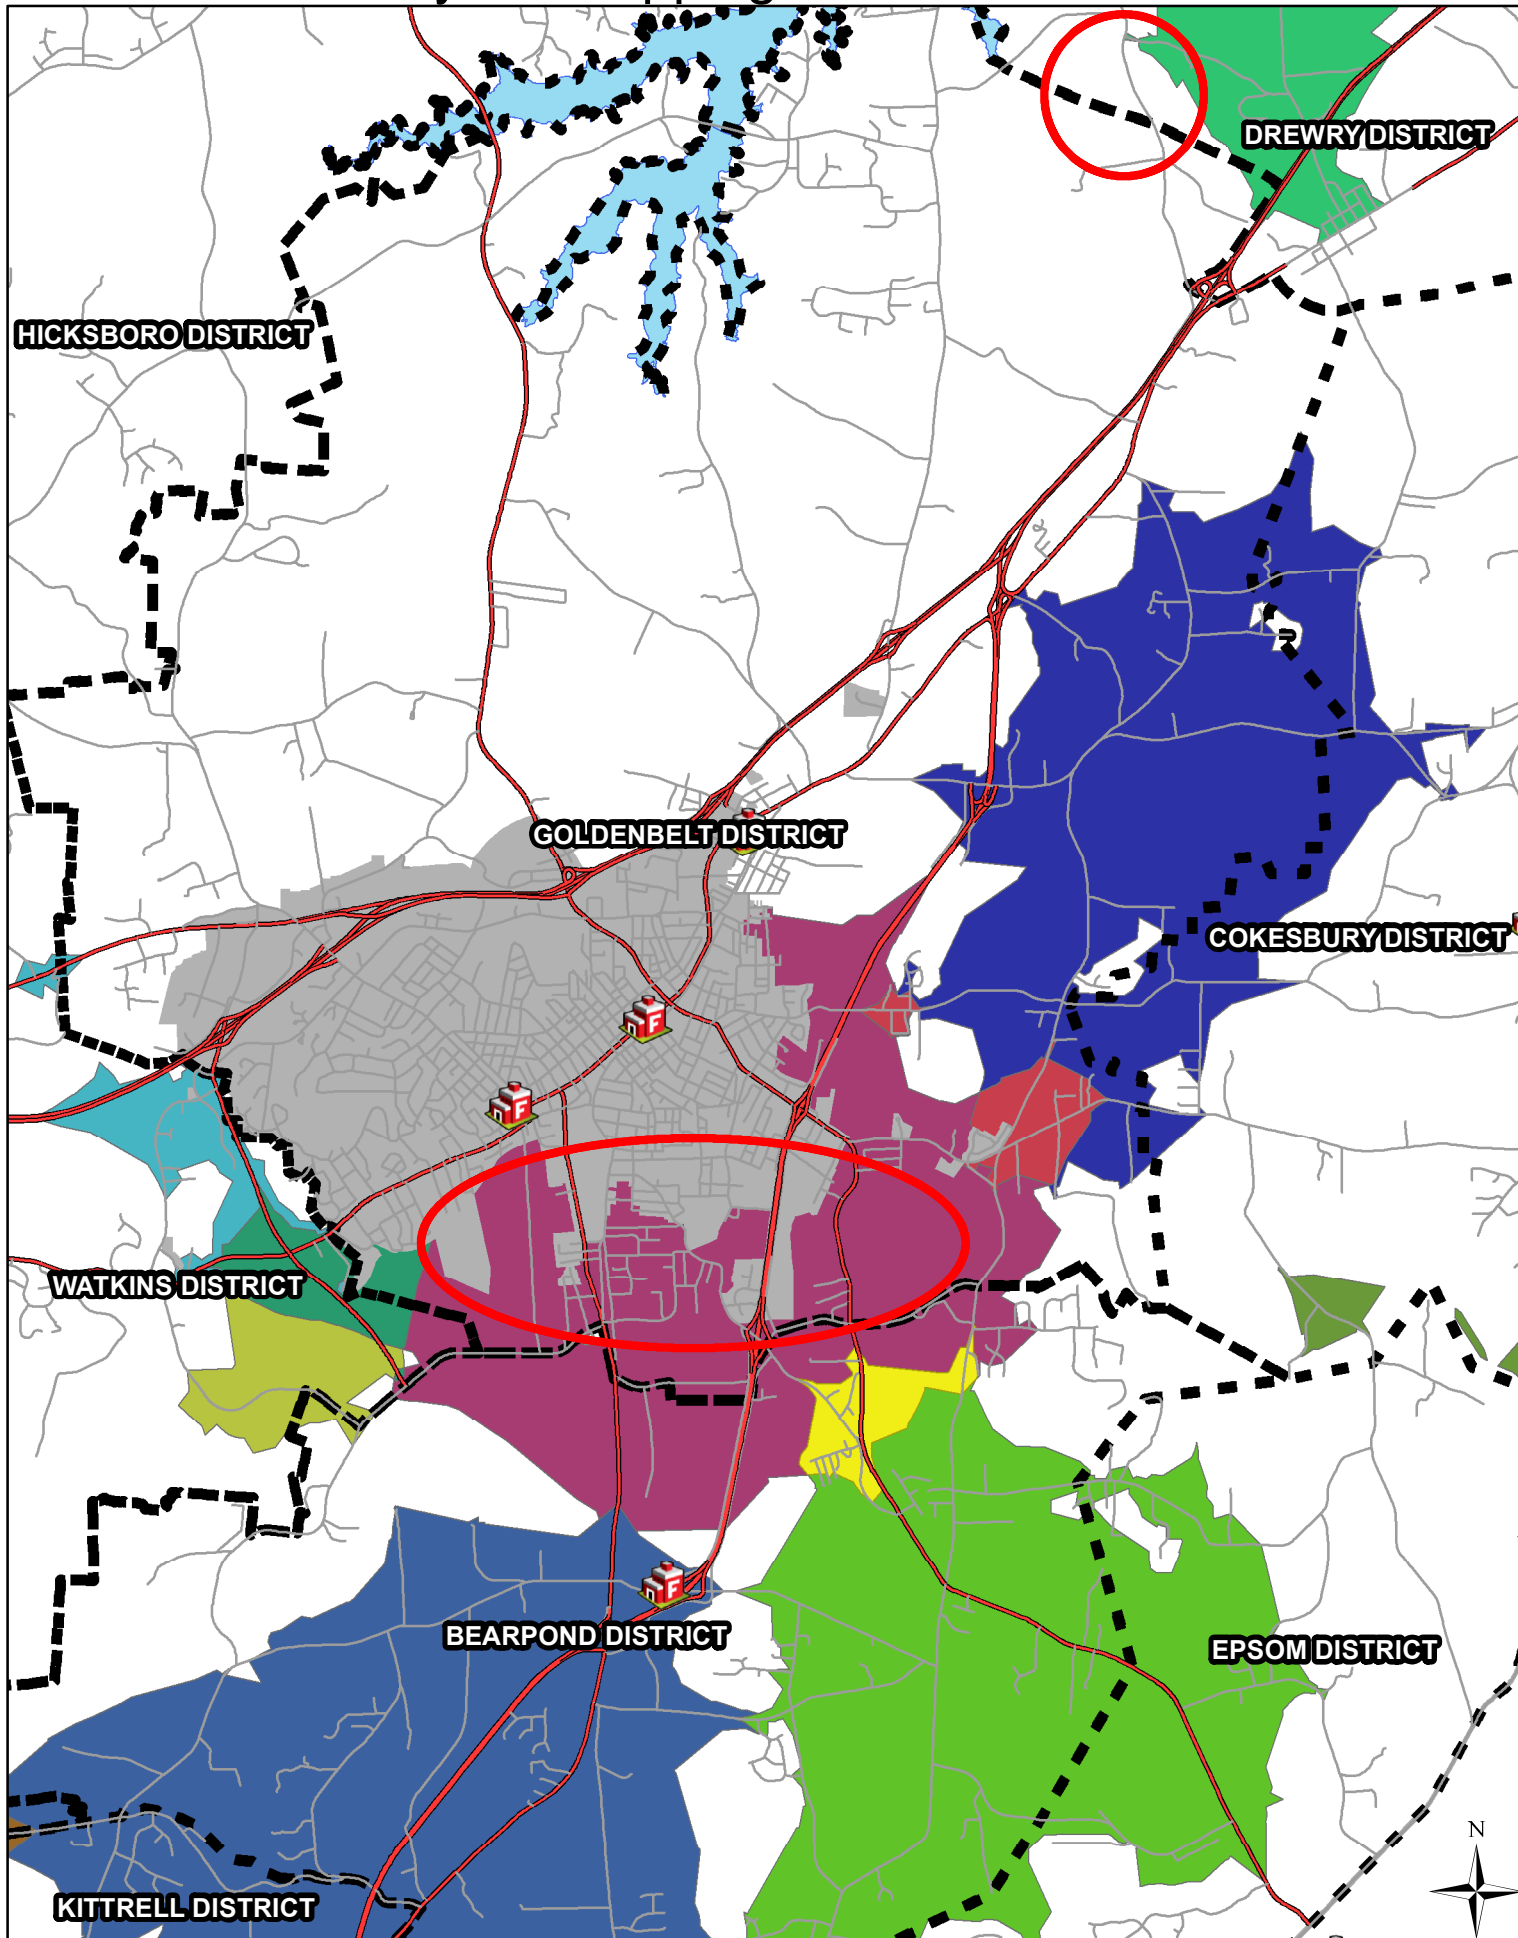 DREWRY DISTRICT
HICKSBORO DISTRICT
GOLDENBELT DISTRICT
COKESBURY DISTRICT
F
F
WATKINS DISTRICT
F
BEARPOND DISTRICT
EPSOM DISTRICT
N
KITTRELL DISTRICT